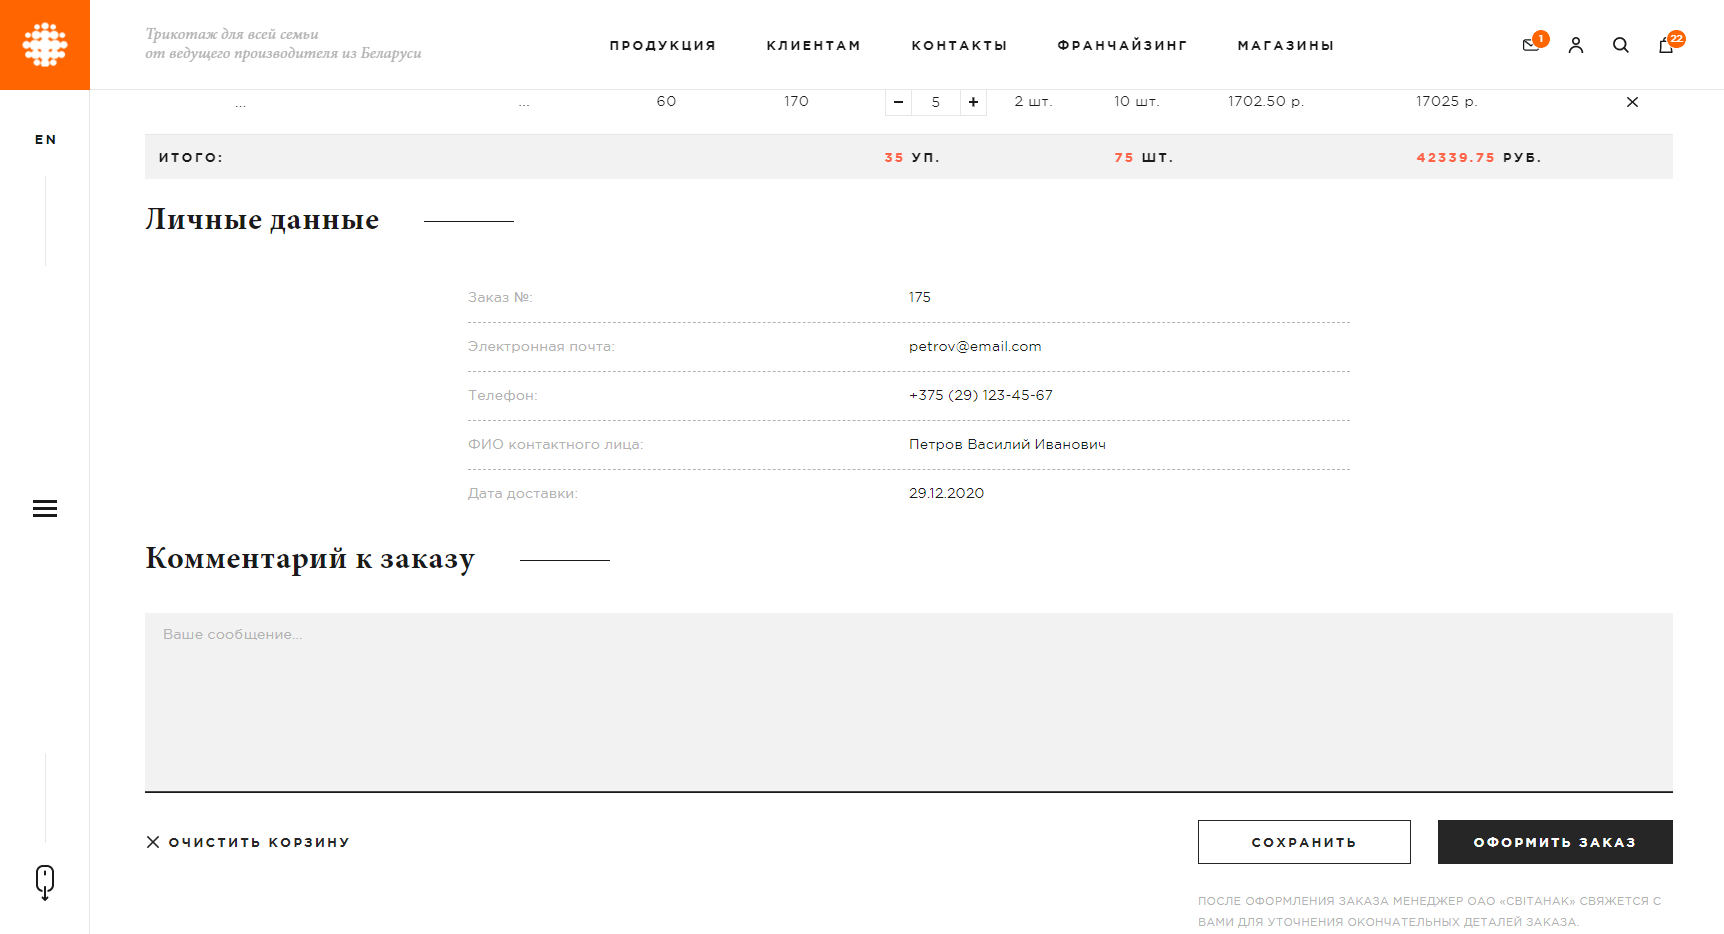 Трикотаж для всей семьи
от ведущего производителя из Беларуси
ПРОДУКЦИЯ КЛИЕНТАМ КОНТАКТЫ ФРАНЧАЙЗИНГ МАГАЗИНЫ
1
22
EN
... ... 60 170 − 5 + 2 шт. 10 шт. 1702.50 р. 17025 р.
ИТОГО: 35 УП. 75 ШТ. 42339.75 РУБ.
Личные данные
Заказ №: 175
Электронная почта: petrov@email.com
Телефон: +375 (29) 123-45-67
ФИО контактного лица: Петров Василий Иванович
Дата доставки: 29.12.2020
Комментарий к заказу
Ваше сообщение...
ОЧИСТИТЬ КОРЗИНУ
СОХРАНИТЬ
ОФОРМИТЬ ЗАКАЗ
ПОСЛЕ ОФОРМЛЕНИЯ ЗАКАЗА МЕНЕДЖЕР ОАО «СВIТАНАК» СВЯЖЕТСЯ С
ВАМИ ДЛЯ УТОЧНЕНИЯ ОКОНЧАТЕЛЬНЫХ ДЕТАЛЕЙ ЗАКАЗА.